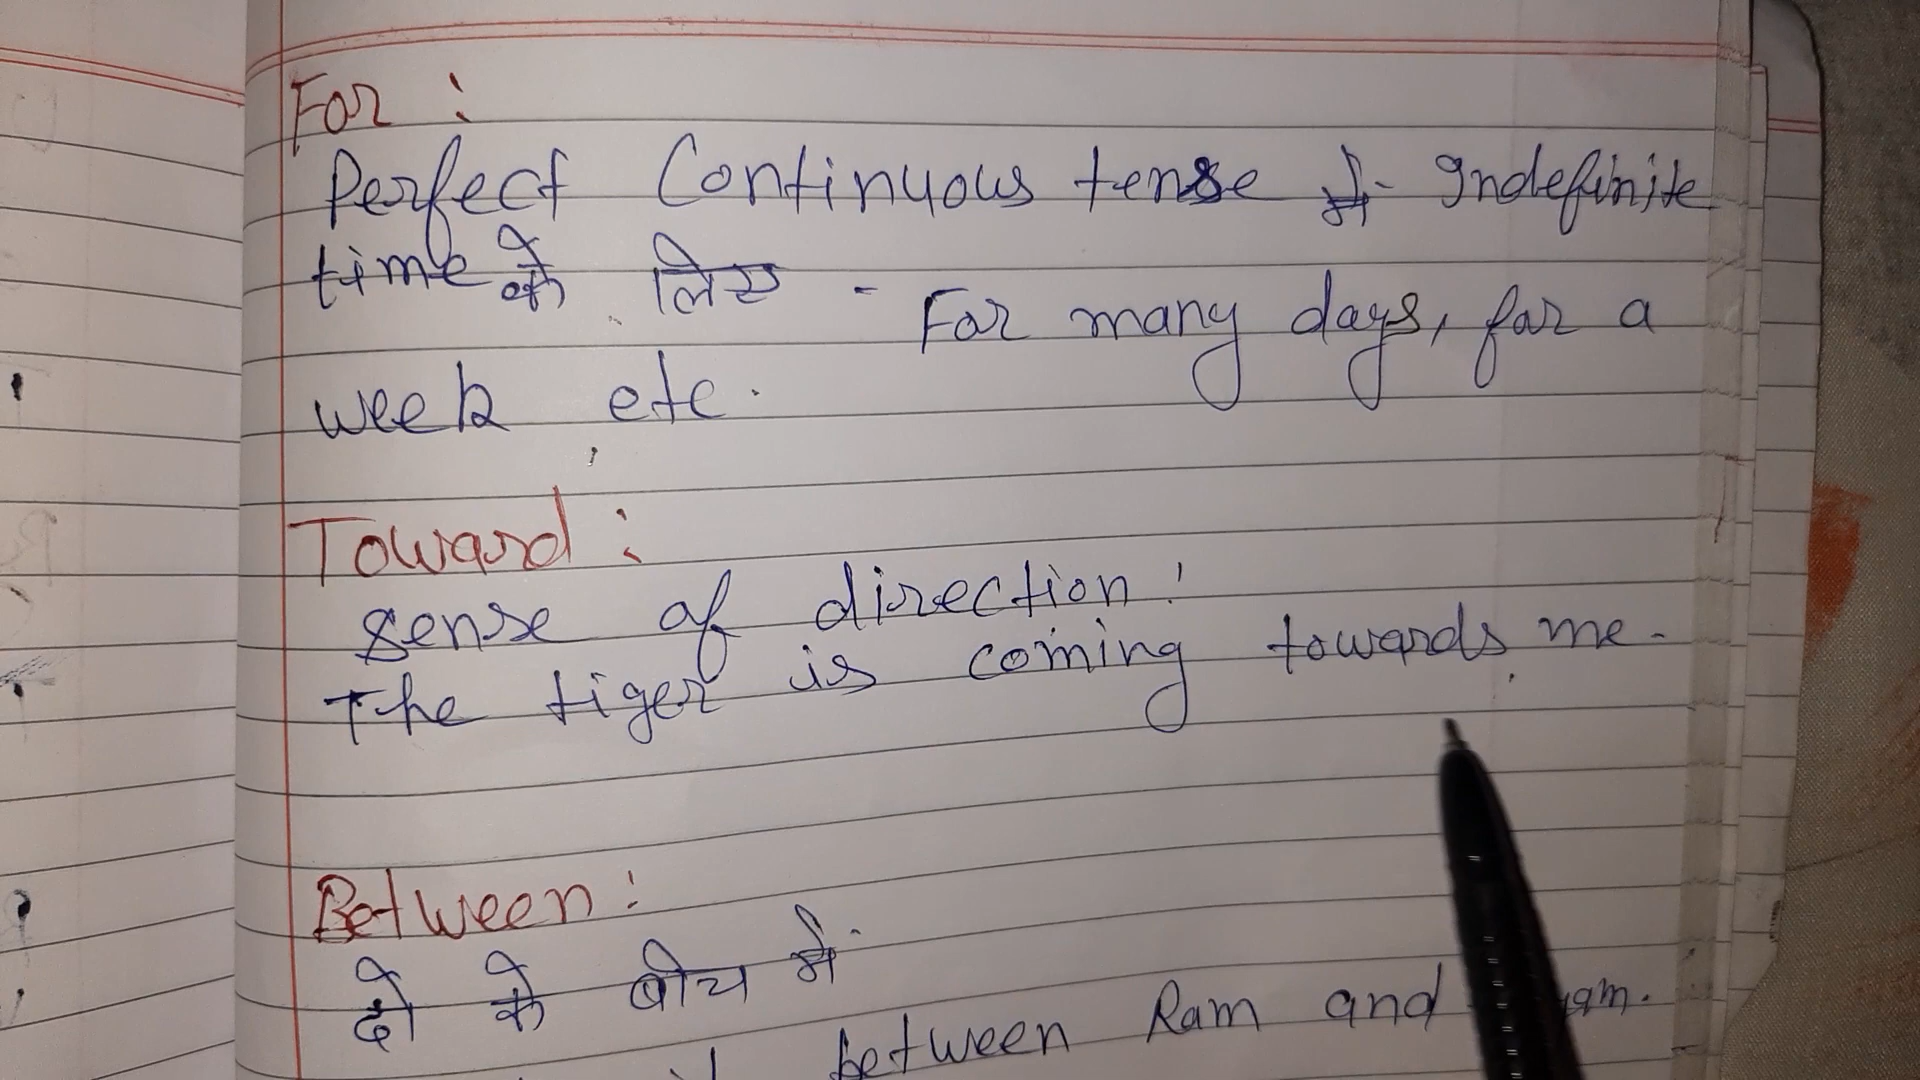 For :
Perfect Continuous tense में Indefinite
time के लिए - For many days, for a
week etc.
Toward :
sense of direction!
The tiger is coming towards me.
Between :
दो के बीच में.
between Ram and